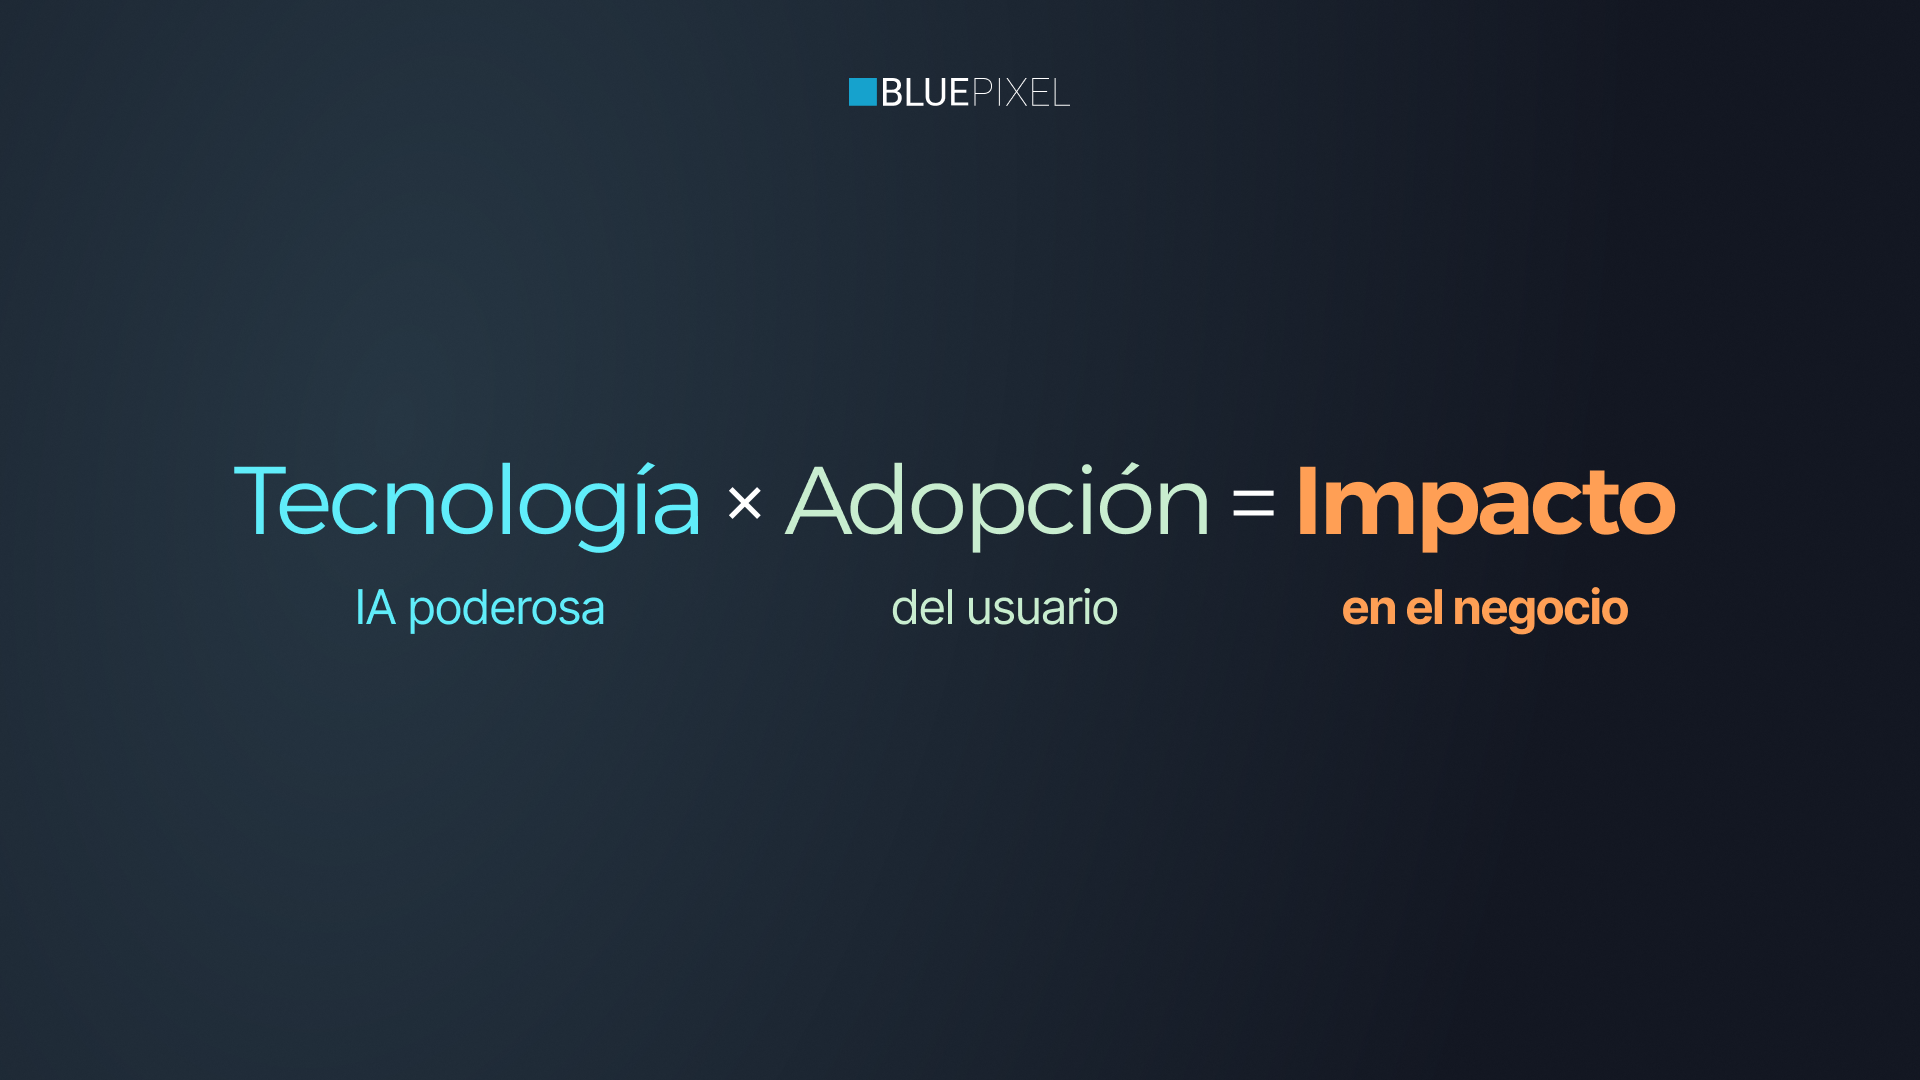 BLUEPIXEL
Tecnología × Adopción = Impacto
IA poderosa del usuario en el negocio